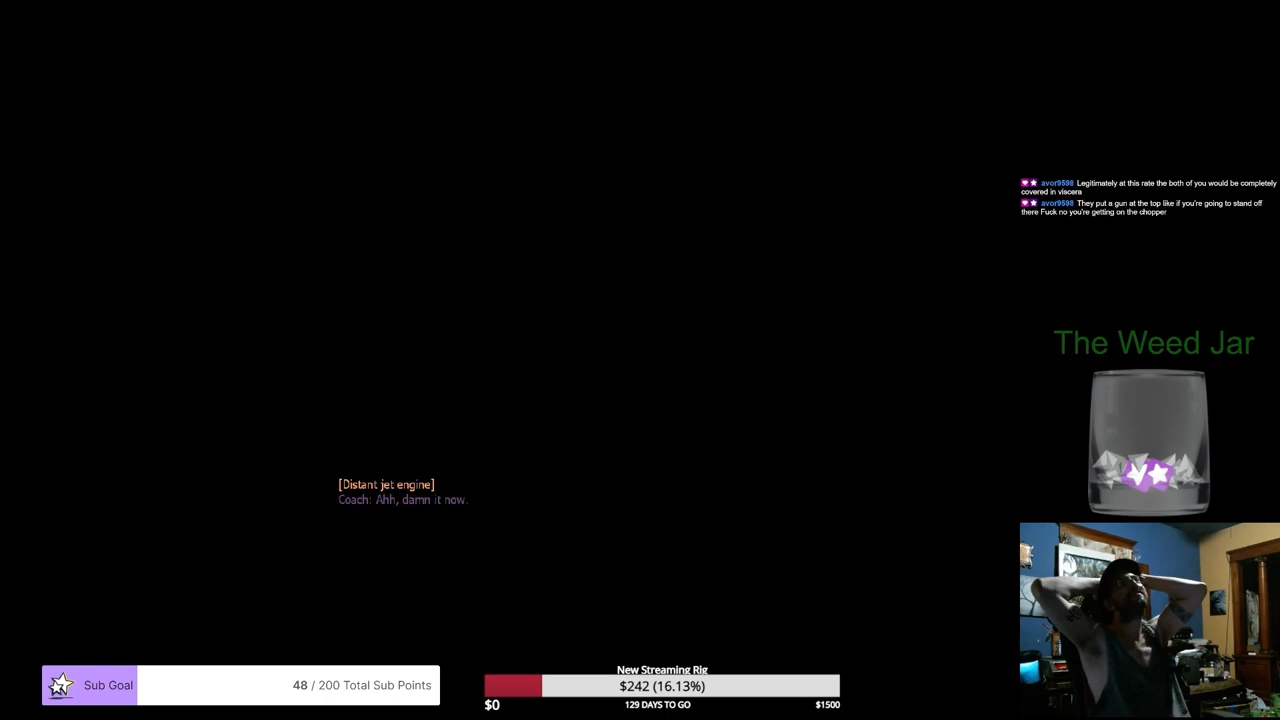 avor9598 Legitimately at this rate the both of you would be completely
covered in viscera
avor9598 They put a gun at the top like if you're going to stand off
there Fuck no you're getting on the chopper
The Weed Jar
[Distant jet engine]
Coach: Ahh, damn it now.
Sub Goal 48 / 200 Total Sub Points
New Streaming Rig
$242 (16.13%)
$0 129 DAYS TO GO $1500